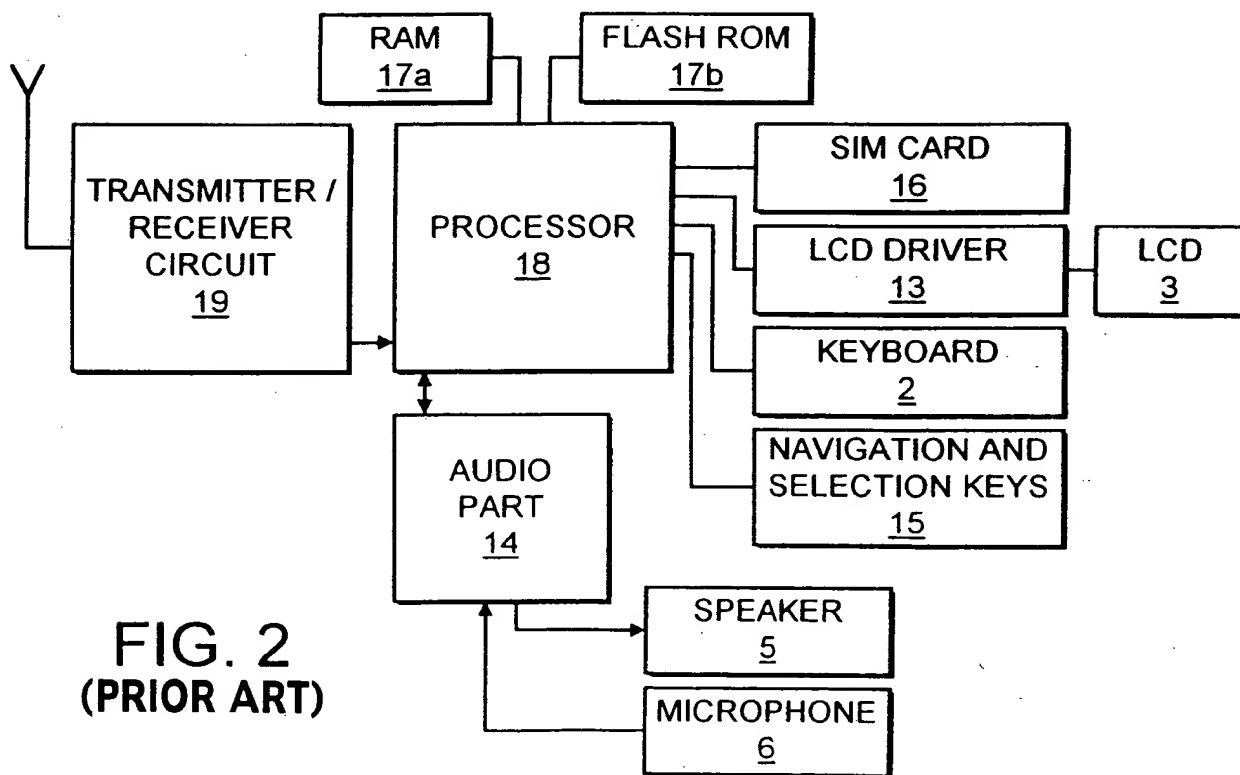 RAM
17a
FLASH ROM
17b
TRANSMITTER /
RECEIVER
CIRCUIT
19
PROCESSOR
18
SIM CARD
16
LCD DRIVER
13
LCD
3
KEYBOARD
2
NAVIGATION AND
SELECTION KEYS
15
AUDIO
PART
14
SPEAKER
5
MICROPHONE
6
FIG. 2
(PRIOR ART)